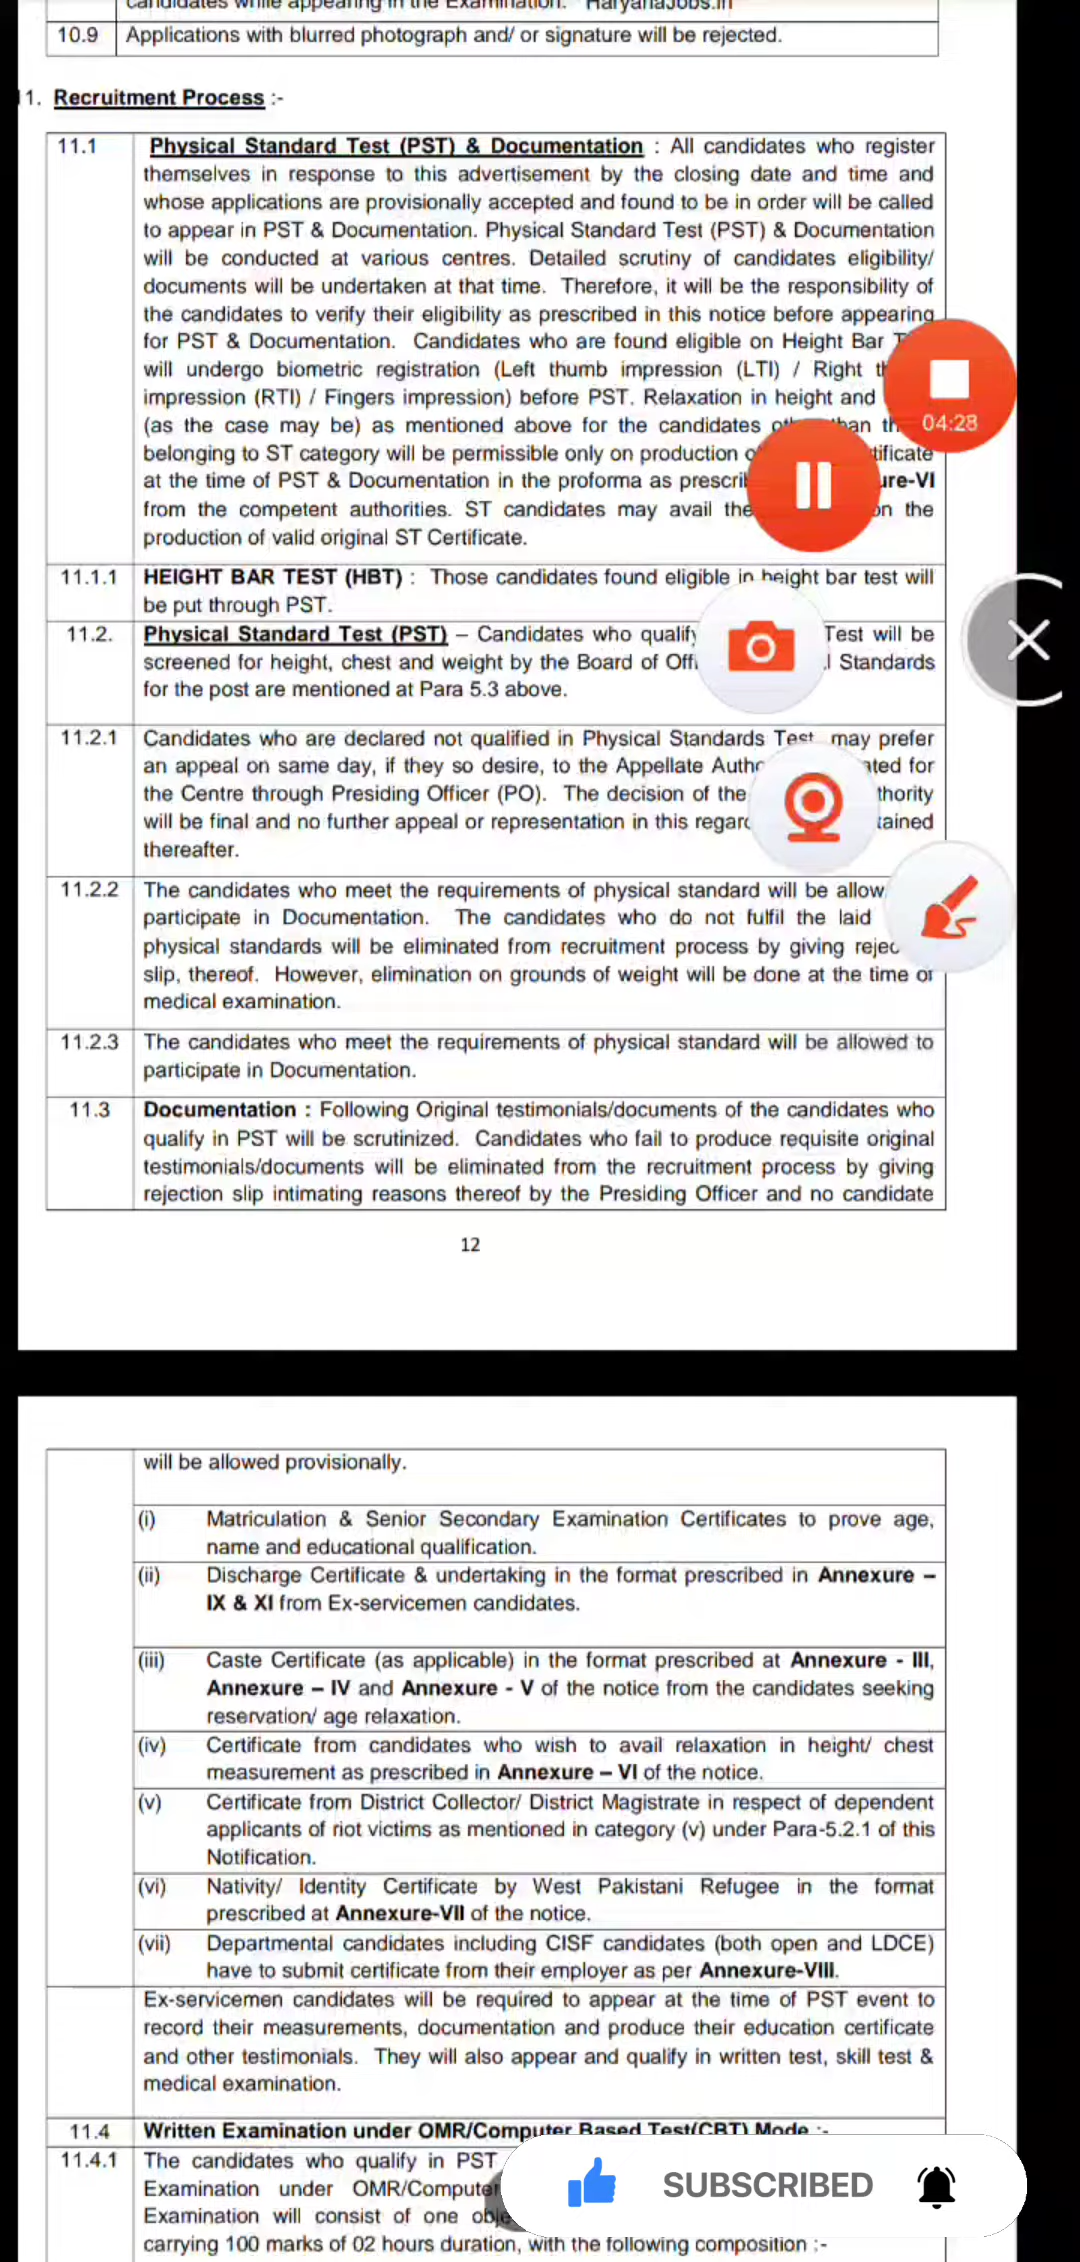 candidates while appearing in the Examination. HaryanaJobs.in
10.9 Applications with blurred photograph and/ or signature will be rejected.
1. Recruitment Process :-
11.1 Physical Standard Test (PST) & Documentation : All candidates who register
themselves in response to this advertisement by the closing date and time and
whose applications are provisionally accepted and found to be in order will be called
to appear in PST & Documentation. Physical Standard Test (PST) & Documentation
will be conducted at various centres. Detailed scrutiny of candidates eligibility/
documents will be undertaken at that time. Therefore, it will be the responsibility of
the candidates to verify their eligibility as prescribed in this notice before appearing
for PST & Documentation. Candidates who are found eligible on Height Bar
will undergo biometric registration (Left thumb impression (LTI) / Right
impression (RTI) / Fingers impression) before PST. Relaxation in height and
(as the case may be) as mentioned above for the candidates
04:28
belonging to ST category will be permissible only on production
at the time of PST & Documentation in the proforma as
from the competent authorities. ST candidates may avail the on the
production of valid original ST Certificate.
11.1.1 HEIGHT BAR TEST (HBT) : Those candidates found eligible in height bar test will
be put through PST.
11.2. Physical Standard Test (PST) – Candidates who qualify Test will be
screened for height, chest and weight by the Board of Standards
for the post are mentioned at Para 5.3 above.
11.2.1 Candidates who are declared not qualified in Physical Standards Test may prefer
an appeal on same day, if they so desire, to the Appellate for
the Centre through Presiding Officer (PO). The decision of the
will be final and no further appeal or representation in this
thereafter.
11.2.2 The candidates who meet the requirements of physical standard will be
participate in Documentation. The candidates who do not fulfil the laid
physical standards will be eliminated from recruitment process by giving
slip, thereof. However, elimination on grounds of weight will be done at the time of
medical examination.
11.2.3 The candidates who meet the requirements of physical standard will be allowed to
participate in Documentation.
11.3 Documentation : Following Original testimonials/documents of the candidates who
qualify in PST will be scrutinized. Candidates who fail to produce requisite original
testimonials/documents will be eliminated from the recruitment process by giving
rejection slip intimating reasons thereof by the Presiding Officer and no candidate
12
will be allowed provisionally.
(i) Matriculation & Senior Secondary Examination Certificates to prove age,
name and educational qualification.
(ii) Discharge Certificate & undertaking in the format prescribed in Annexure –
IX & XI from Ex-servicemen candidates.
(iii) Caste Certificate (as applicable) in the format prescribed at Annexure - III,
Annexure – IV and Annexure - V of the notice from the candidates seeking
reservation/ age relaxation.
(iv) Certificate from candidates who wish to avail relaxation in height/ chest
measurement as prescribed in Annexure – VI of the notice.
(v) Certificate from District Collector/ District Magistrate in respect of dependent
applicants of riot victims as mentioned in category (v) under Para-5.2.1 of this
Notification.
(vi) Nativity/ Identity Certificate by West Pakistani Refugee in the format
prescribed at Annexure-VII of the notice.
(vii) Departmental candidates including CISF candidates (both open and LDCE)
have to submit certificate from their employer as per Annexure-VIII.
Ex-servicemen candidates will be required to appear at the time of PST event to
record their measurements, documentation and produce their education certificate
and other testimonials. They will also appear and qualify in written test, skill test &
medical examination.
11.4 Written Examination under OMR/Computer Based Test(CBT) Mode :-
11.4.1 The candidates who qualify in PST
Examination under OMR/Computer
SUBSCRIBED
Examination will consist of one
carrying 100 marks of 02 hours duration, with the following composition :-